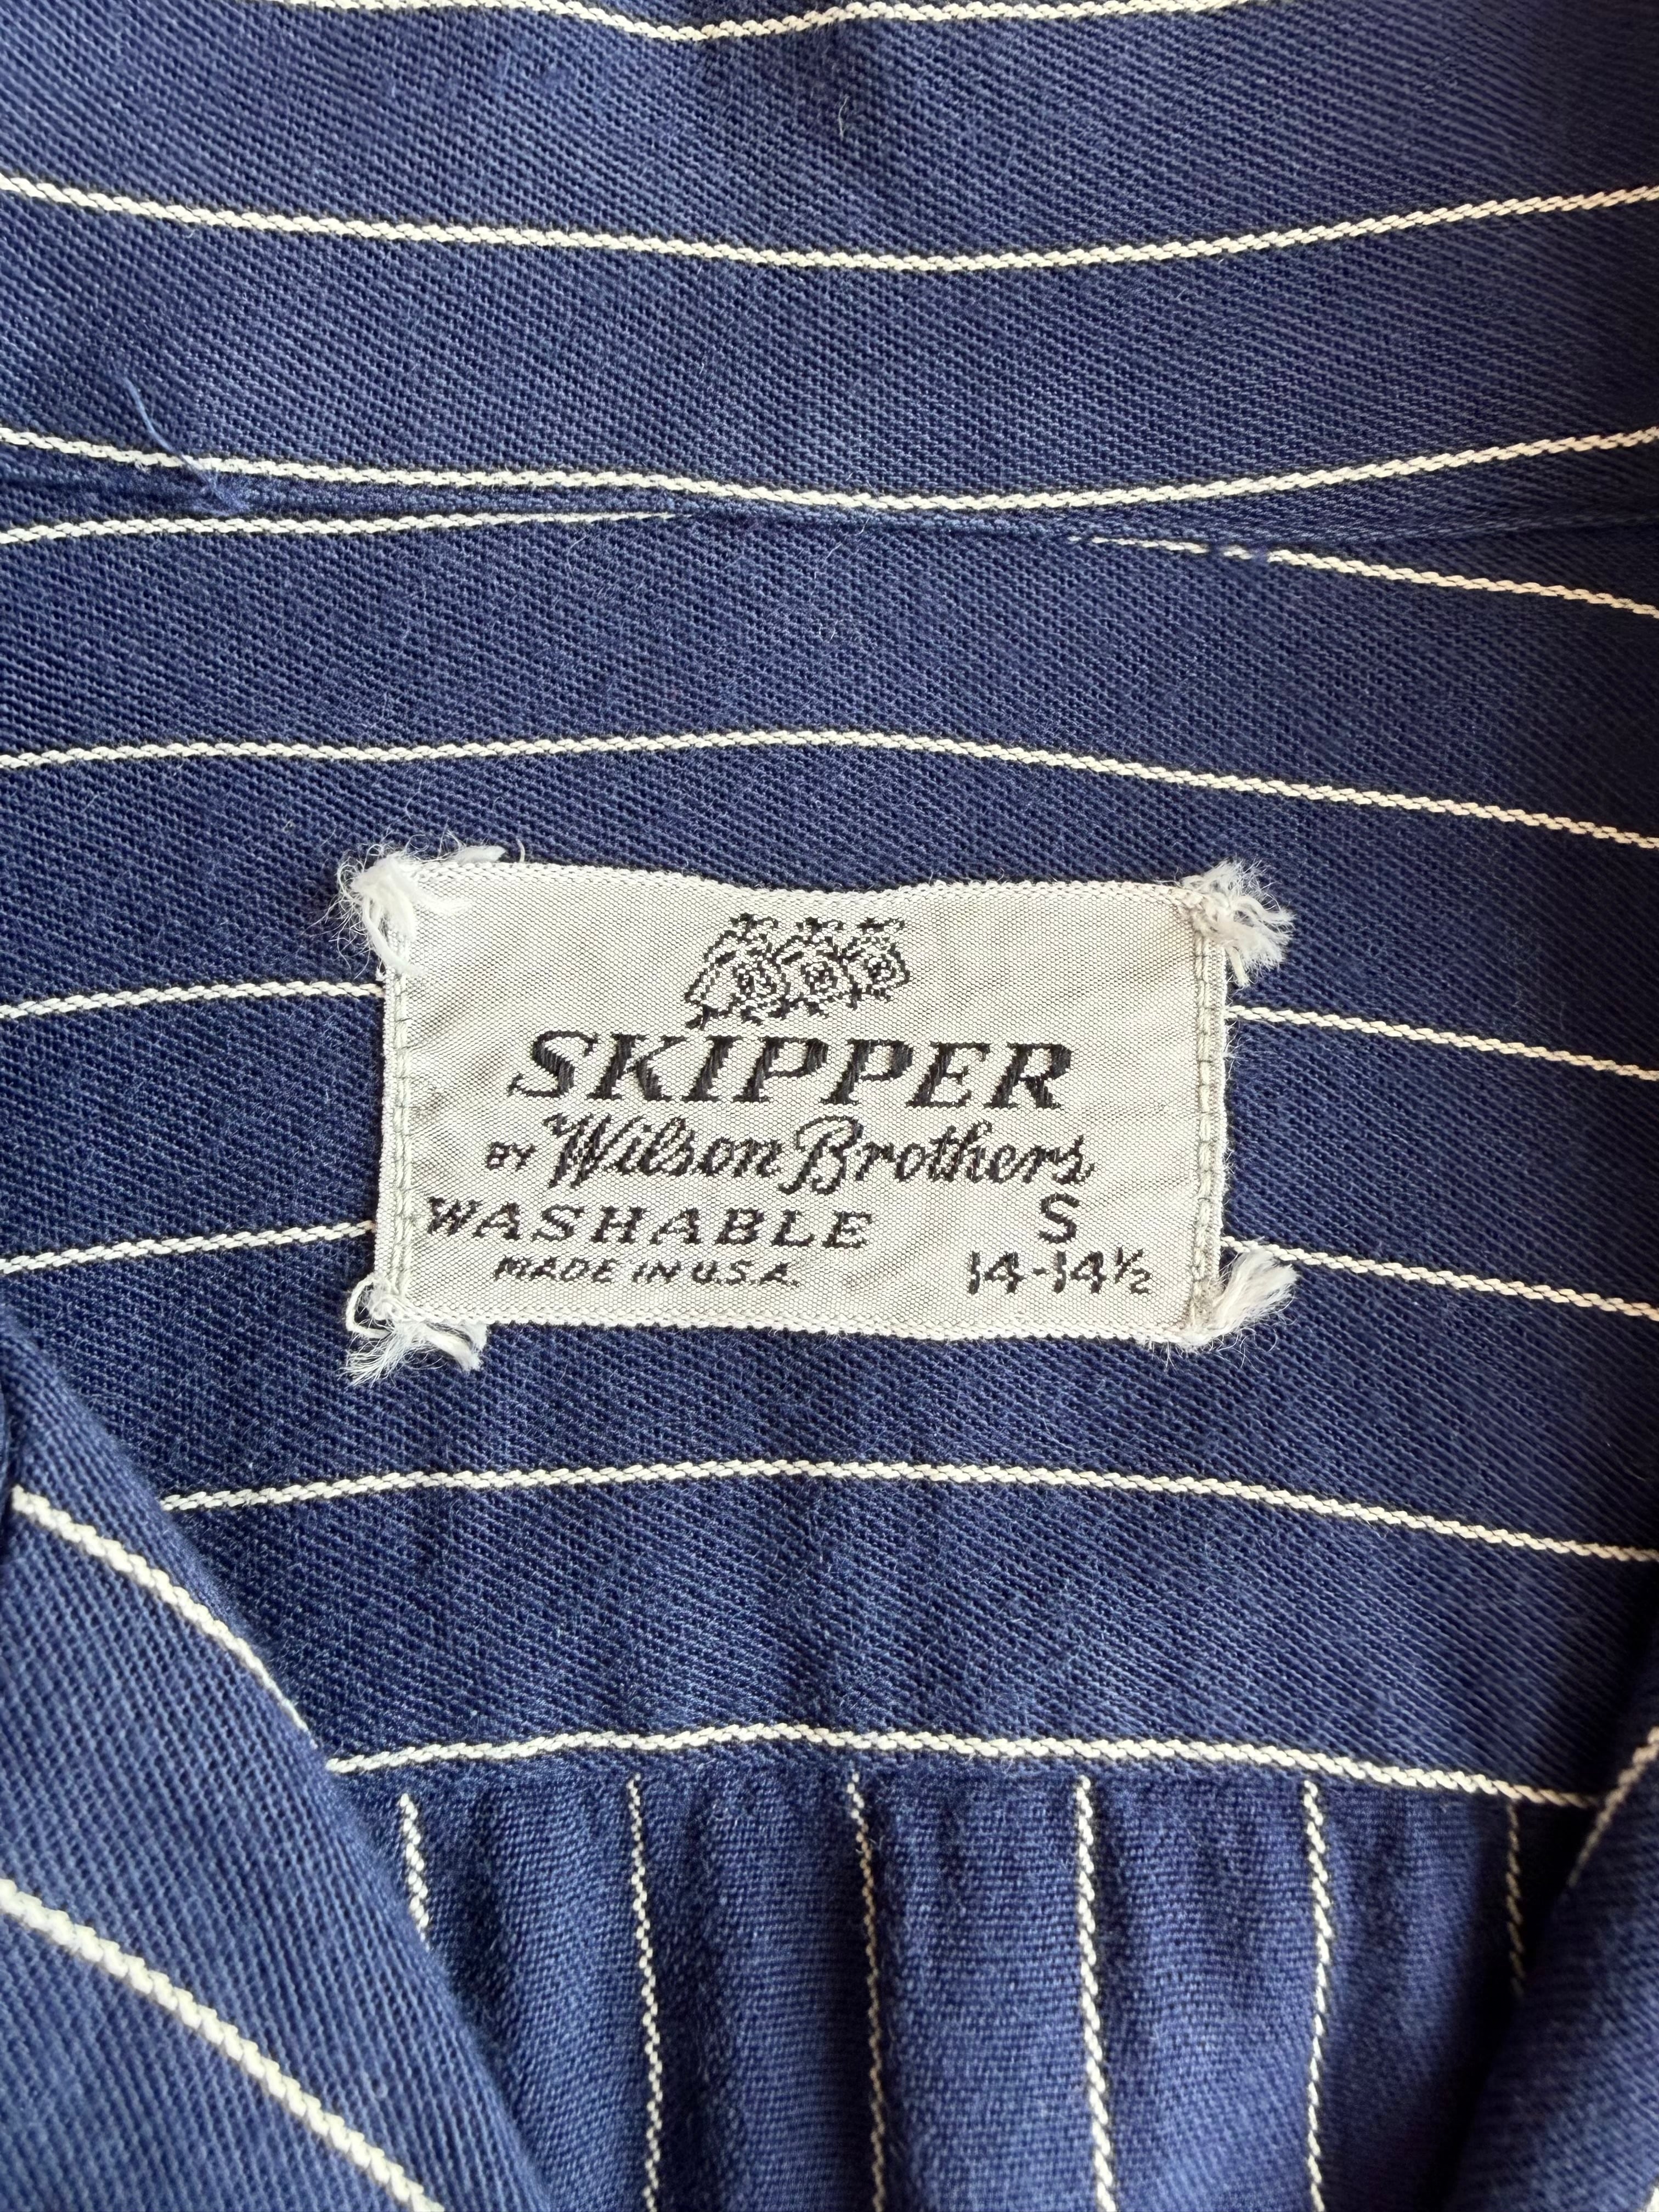 SKIPPER
BY Wilson Brothers
WASHABLE S
MADE IN U.S.A. 14-14½